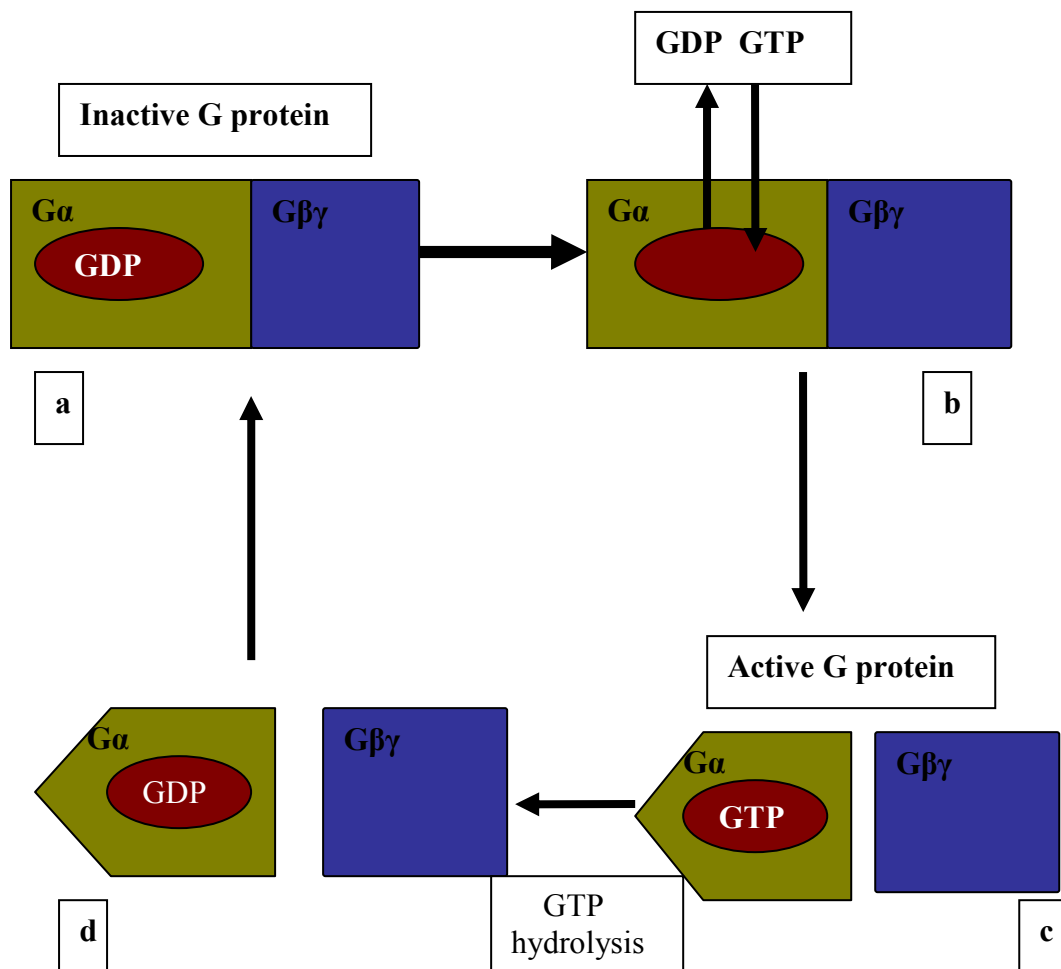 GDP GTP
Inactive G protein
Gα
Gβγ
GDP
Gα
Gβγ
a
b
Active G protein
Gα
GDP
Gβγ
Gα
GTP
Gβγ
GTP
hydrolysis
d
c